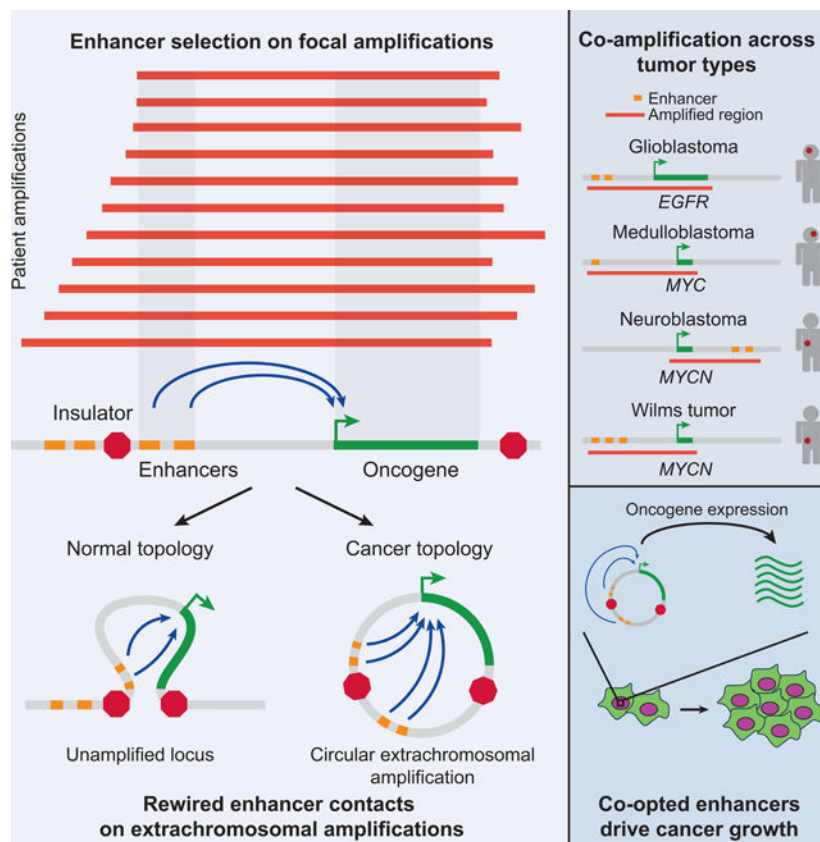 Enhancer selection on focal amplifications
Patient amplifications
Insulator
Enhancers
Oncogene
Normal topology
Cancer topology
Unamplified locus
Circular extrachromosomal
amplification
Rewired enhancer contacts
on extrachromosomal amplifications
Co-amplification across
tumor types
Enhancer
Amplified region
Glioblastoma
EGFR
Medulloblastoma
MYC
Neuroblastoma
MYCN
Wilms tumor
MYCN
Oncogene expression
Co-opted enhancers
drive cancer growth